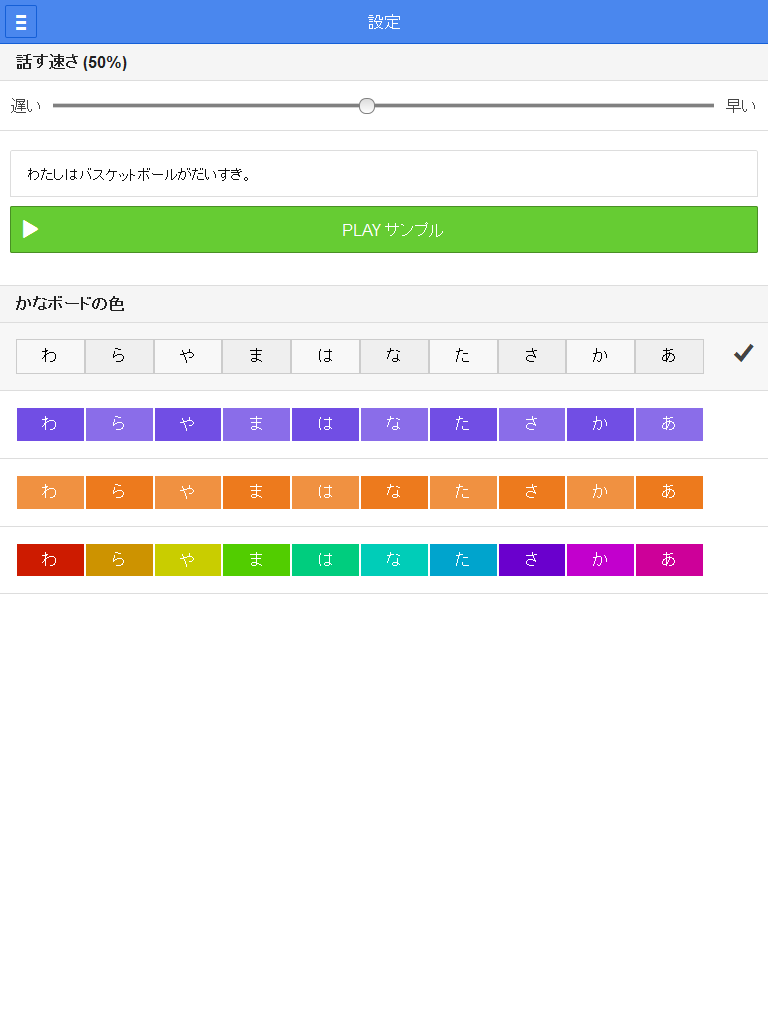 設定
話す速さ (50%)
遅い 早い
わたしはバスケットボールがだいすき。
PLAY サンプル
かなボードの色
わ ら や ま は な た さ か あ
わ ら や ま は な た さ か あ
わ ら や ま は な た さ か あ
わ ら や ま は な た さ か あ